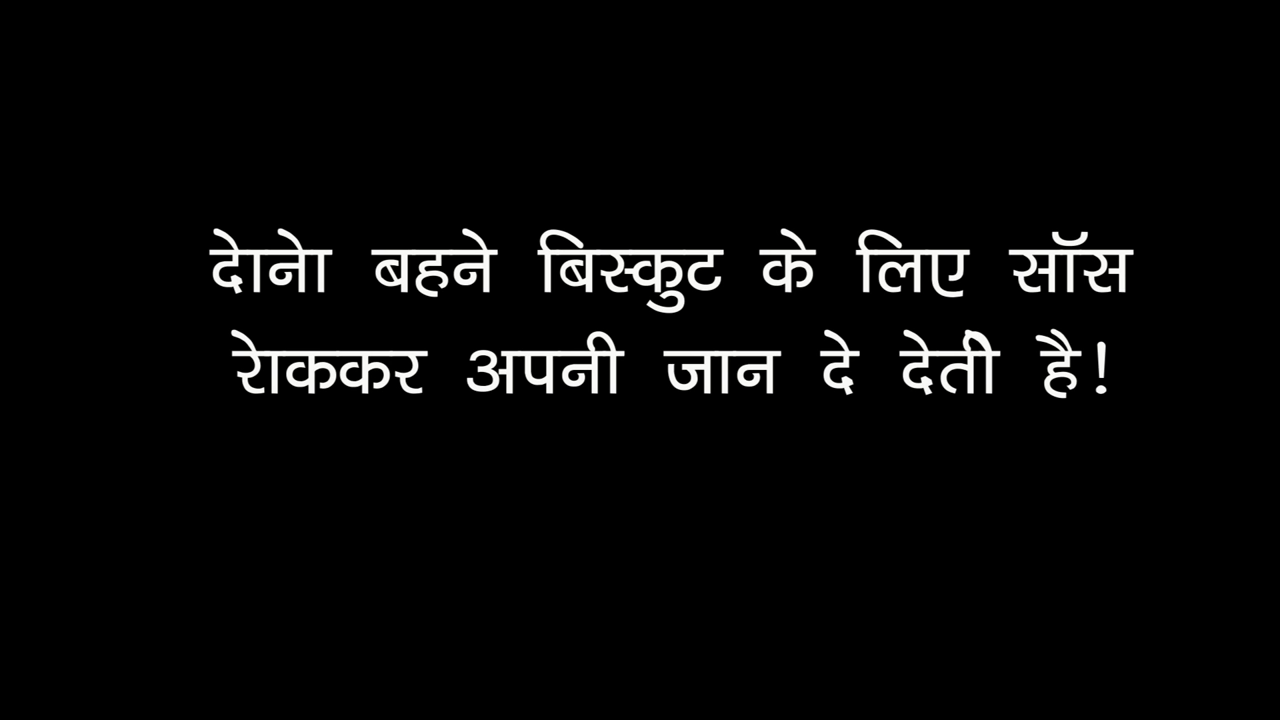 दोनो बहने बिस्कुट के लिए सॉस
रोककर अपनी जान दे देती है!